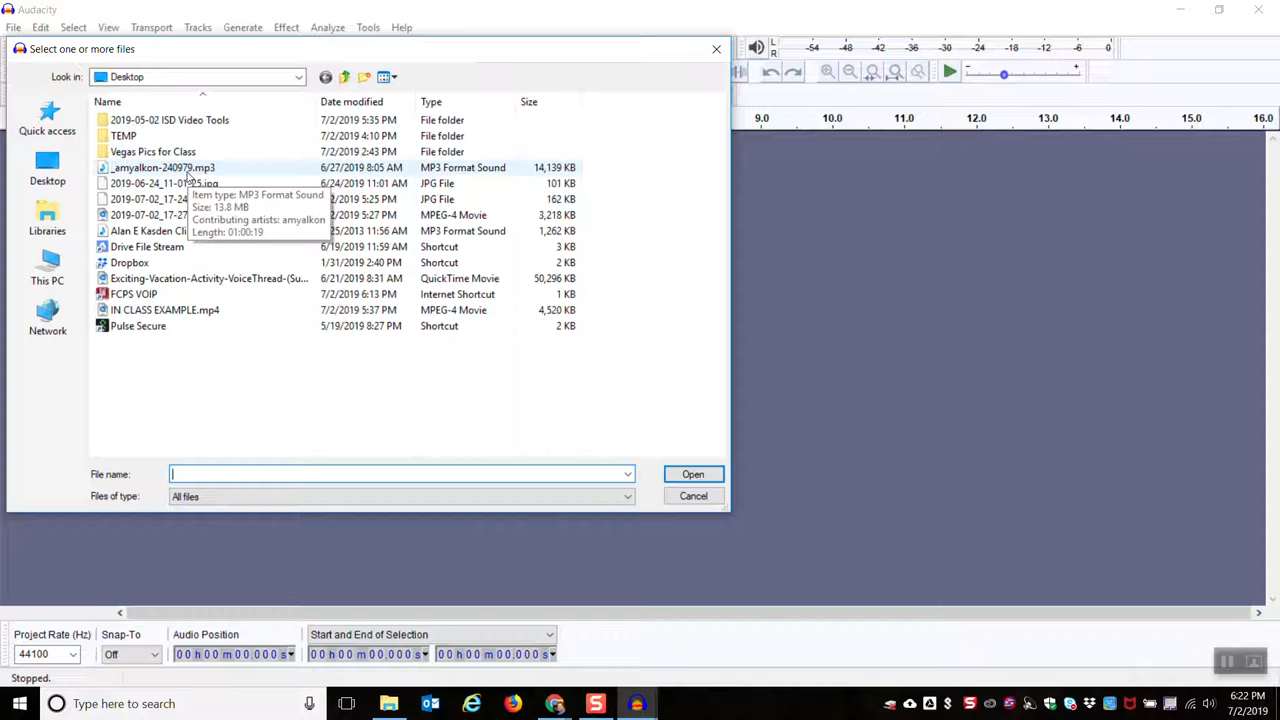 Audacity
File Edit Select View Transport Tracks Generate Effect Analyze Tools Help
Select one or more files
L
R
-54 -48 -42 -36 -30 -24 -18 -12 -6 0
Look in: Desktop
Name Date modified Type Size
9.0 10.0 11.0 12.0 13.0 14.0 15.0 16.0
Quick access
Desktop
Libraries
This PC
Network
2019-05-02 ISD Video Tools 7/2/2019 5:35 PM File folder
TEMP 7/2/2019 4:10 PM File folder
Vegas Pics for Class 7/2/2019 2:43 PM File folder
_amyalkon-240979.mp3 6/27/2019 8:05 AM MP3 Format Sound 14,139 KB
2019-06-24_11-01-25.jpg 6/24/2019 11:01 AM JPG File 101 KB
2019-07-02_17-24 5:25 PM JPG File 162 KB
2019-07-02_17-27 5:27 PM MPEG-4 Movie 3,218 KB
Alan E Kasden Cli 25/2013 11:56 AM MP3 Format Sound 1,262 KB
Drive File Stream 6/19/2019 11:59 AM Shortcut 3 KB
Dropbox 1/31/2019 2:40 PM Shortcut 2 KB
Exciting-Vacation-Activity-VoiceThread-(Su... 6/21/2019 8:31 AM QuickTime Movie 50,296 KB
FCPS VOIP 7/2/2019 6:13 PM Internet Shortcut 1 KB
IN CLASS EXAMPLE.mp4 7/2/2019 5:37 PM MPEG-4 Movie 4,520 KB
Pulse Secure 5/19/2019 8:27 PM Shortcut 2 KB
Item type: MP3 Format Sound
Size: 13.8 MB
Contributing artists: amyalkon
Length: 01:00:19
File name: Open
Files of type: All files Cancel
Project Rate (Hz) Snap-To Audio Position Start and End of Selection
44100 Off 00 h 00 m 00.000 s 00 h 00 m 00.000 s 00 h 00 m 00.000 s
Stopped.
Type here to search
6:22 PM
7/2/2019